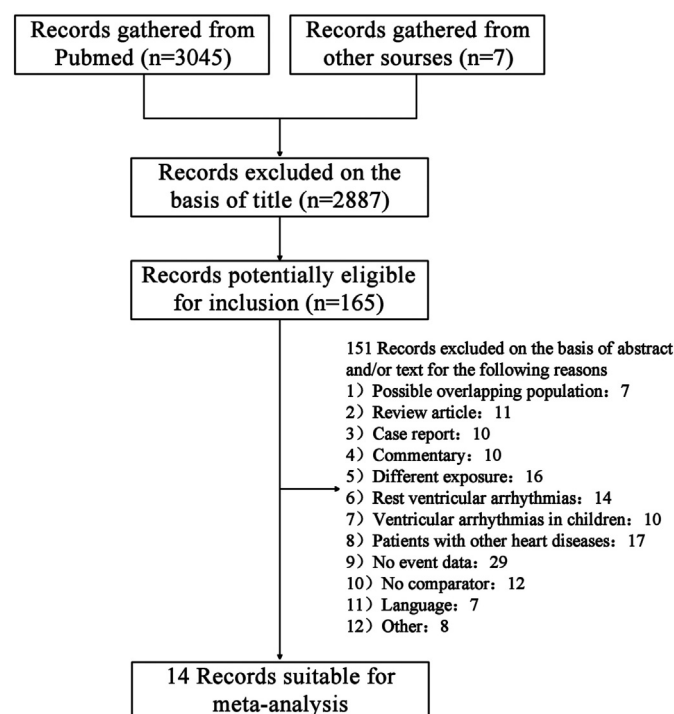 Records gathered from
Pubmed (n=3045)
Records gathered from
other sourses (n=7)
Records excluded on the
basis of title (n=2887)
Records potentially eligible
for inclusion (n=165)
151 Records excluded on the basis of abstract
and/or text for the following reasons
1）Possible overlapping population：7
2）Review article：11
3）Case report：10
4）Commentary：10
5）Different exposure：16
6）Rest ventricular arrhythmias：14
7）Ventricular arrhythmias in children：10
8）Patients with other heart diseases：17
9）No event data：29
10）No comparator：12
11）Language：7
12）Other：8
14 Records suitable for
meta-analysis